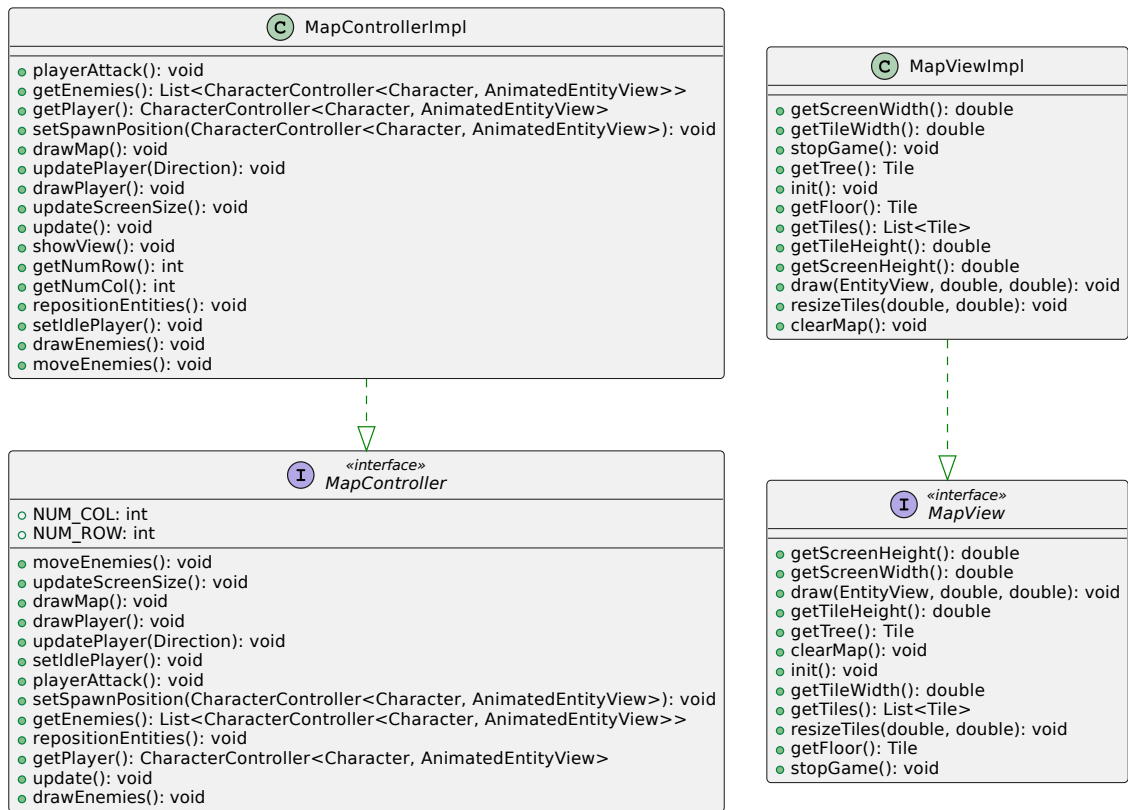 C MapControllerImpl
playerAttack(): void
getEnemies(): List<CharacterController<Character, AnimatedEntityView>>
getPlayer(): CharacterController<Character, AnimatedEntityView>
setSpawnPosition(CharacterController<Character, AnimatedEntityView>): void
drawMap(): void
updatePlayer(Direction): void
drawPlayer(): void
updateScreenSize(): void
update(): void
showView(): void
getNumRow(): int
getNumCol(): int
repositionEntities(): void
setIdlePlayer(): void
drawEnemies(): void
moveEnemies(): void
C MapViewImpl
getScreenWidth(): double
getTileWidth(): double
stopGame(): void
getTree(): Tile
init(): void
getFloor(): Tile
getTiles(): List<Tile>
getTileHeight(): double
getScreenHeight(): double
draw(EntityView, double, double): void
resizeTiles(double, double): void
clearMap(): void
«interface»
I MapController
NUM_COL: int
NUM_ROW: int
moveEnemies(): void
updateScreenSize(): void
drawMap(): void
drawPlayer(): void
updatePlayer(Direction): void
setIdlePlayer(): void
playerAttack(): void
setSpawnPosition(CharacterController<Character, AnimatedEntityView>): void
getEnemies(): List<CharacterController<Character, AnimatedEntityView>>
repositionEntities(): void
getPlayer(): CharacterController<Character, AnimatedEntityView>
update(): void
drawEnemies(): void
«interface»
I MapView
getScreenHeight(): double
getScreenWidth(): double
draw(EntityView, double, double): void
getTileHeight(): double
getTree(): Tile
clearMap(): void
init(): void
getTileWidth(): double
getTiles(): List<Tile>
resizeTiles(double, double): void
getFloor(): Tile
stopGame(): void